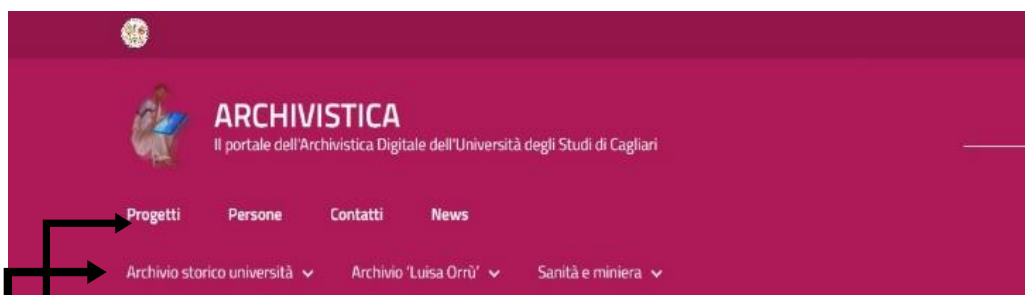 ARCHIVISTICA
Il portale dell'Archivistica Digitale dell'Università degli Studi di Cagliari
Progetti Persone Contatti News
Archivio storico università Archivio 'Luisa Orrù' Sanità e miniera